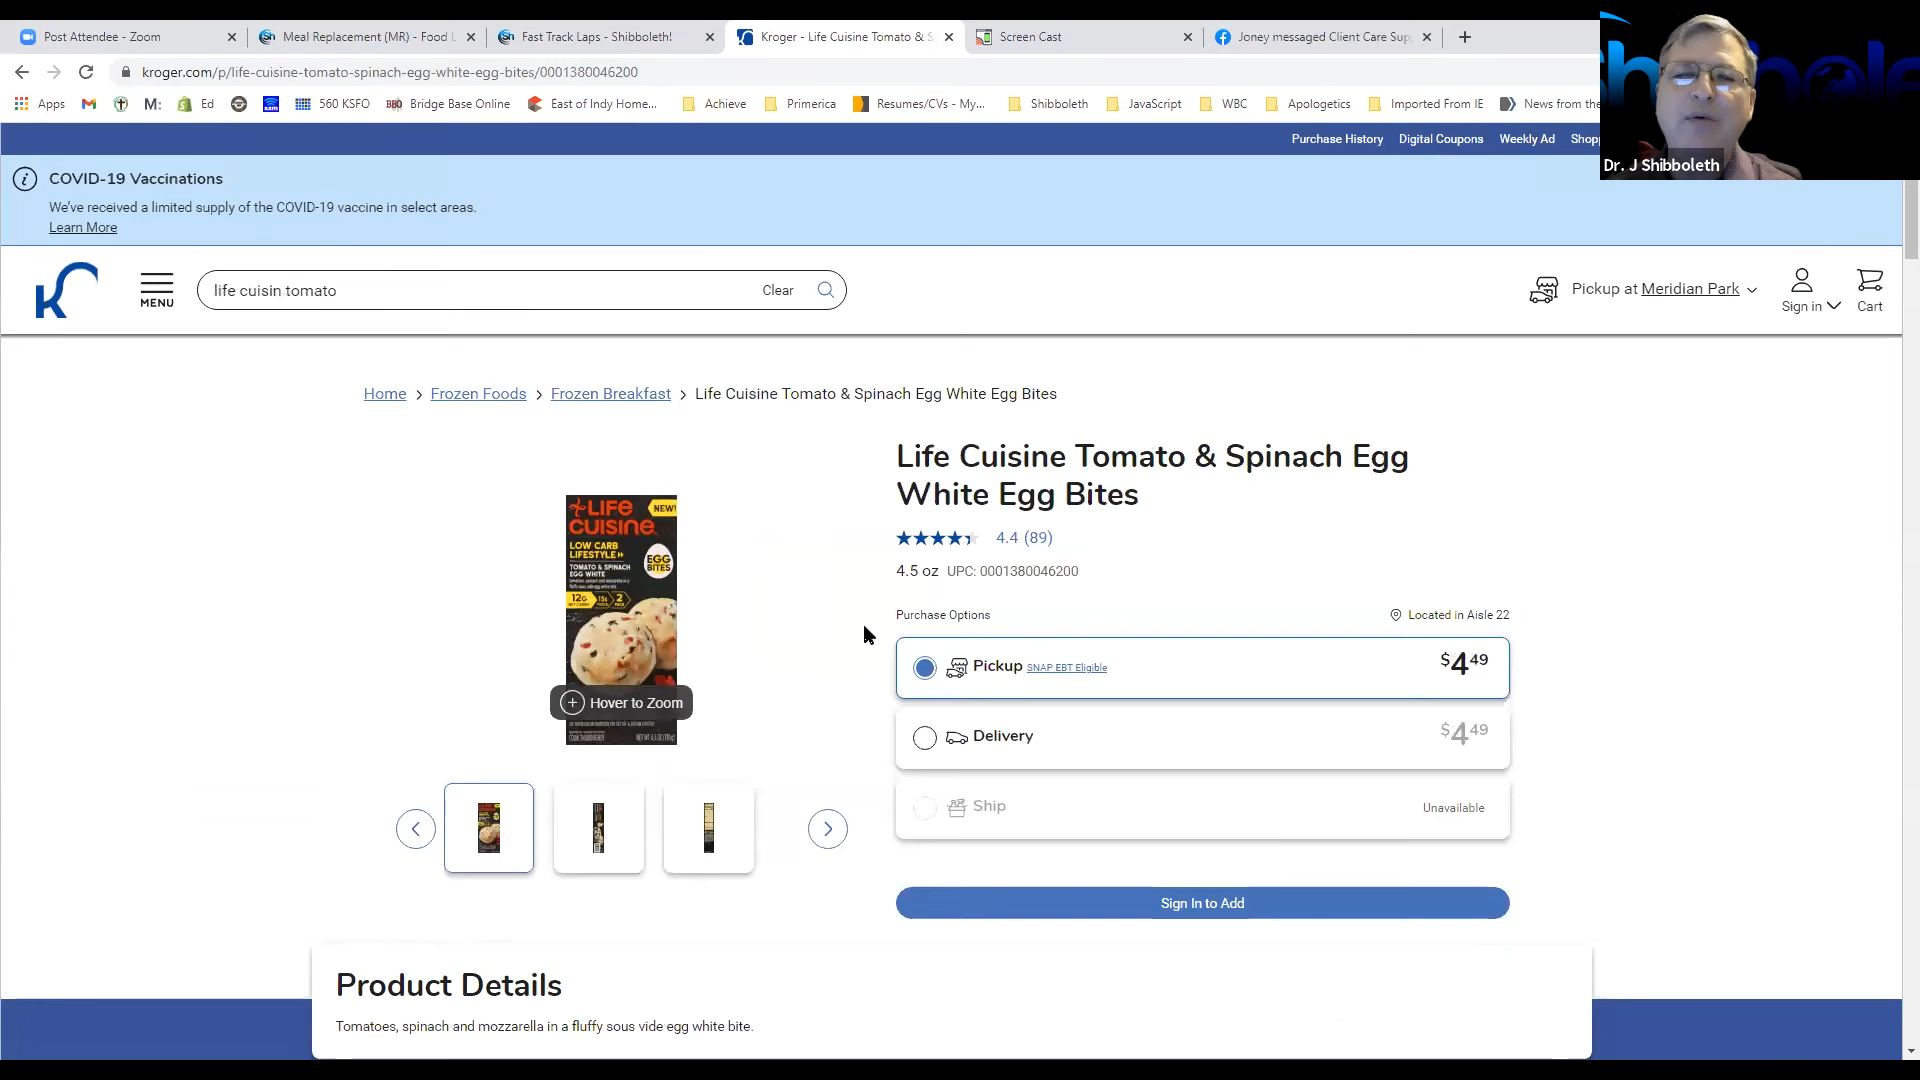 Post Attendee - Zoom
Meal Replacement (MR) - Food L
Fast Track Laps - Shibboleth!
Kroger - Life Cuisine Tomato & S
Screen Cast
Joney messaged Client Care Sup
kroger.com/p/life-cuisine-tomato-spinach-egg-white-egg-bites/0001380046200
Apps
M:
Ed
560 KSFO
BBO Bridge Base Online
East of Indy Home...
Achieve
Primerica
Resumes/CVs - My...
Shibboleth
JavaScript
WBC
Apologetics
Imported From IE
News from the
Dr. J Shibboleth
Purchase History Digital Coupons Weekly Ad Shopp
COVID-19 Vaccinations
We've received a limited supply of the COVID-19 vaccine in select areas.
Learn More
MENU
life cuisin tomato
Clear
Pickup at Meridian Park
Sign in
Cart
Home > Frozen Foods > Frozen Breakfast > Life Cuisine Tomato & Spinach Egg White Egg Bites
LIFE
CUISINE
NEW!
LOW CARB
LIFESTYLE
TOMATO & SPINACH
EGG WHITE
EGG
BITES
12G
15g
2
Hover to Zoom
Life Cuisine Tomato & Spinach Egg
White Egg Bites
4.4 (89)
4.5 oz UPC: 0001380046200
Purchase Options
Located in Aisle 22
Pickup SNAP EBT Eligible
$4.49
Delivery
$4.49
Ship
Unavailable
Sign In to Add
Product Details
Tomatoes, spinach and mozzarella in a fluffy sous vide egg white bite.